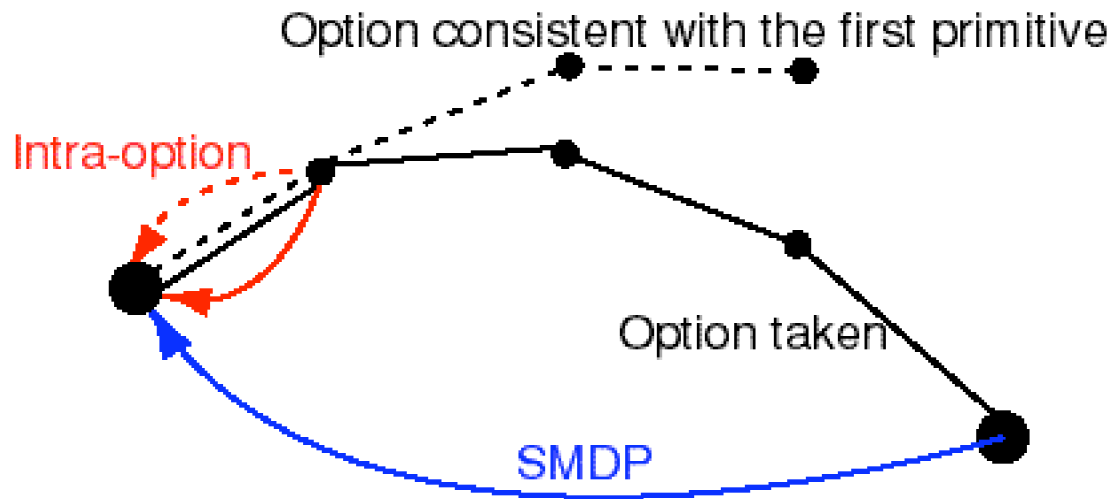 Option consistent with the first primitive
Intra-option
Option taken
SMDP